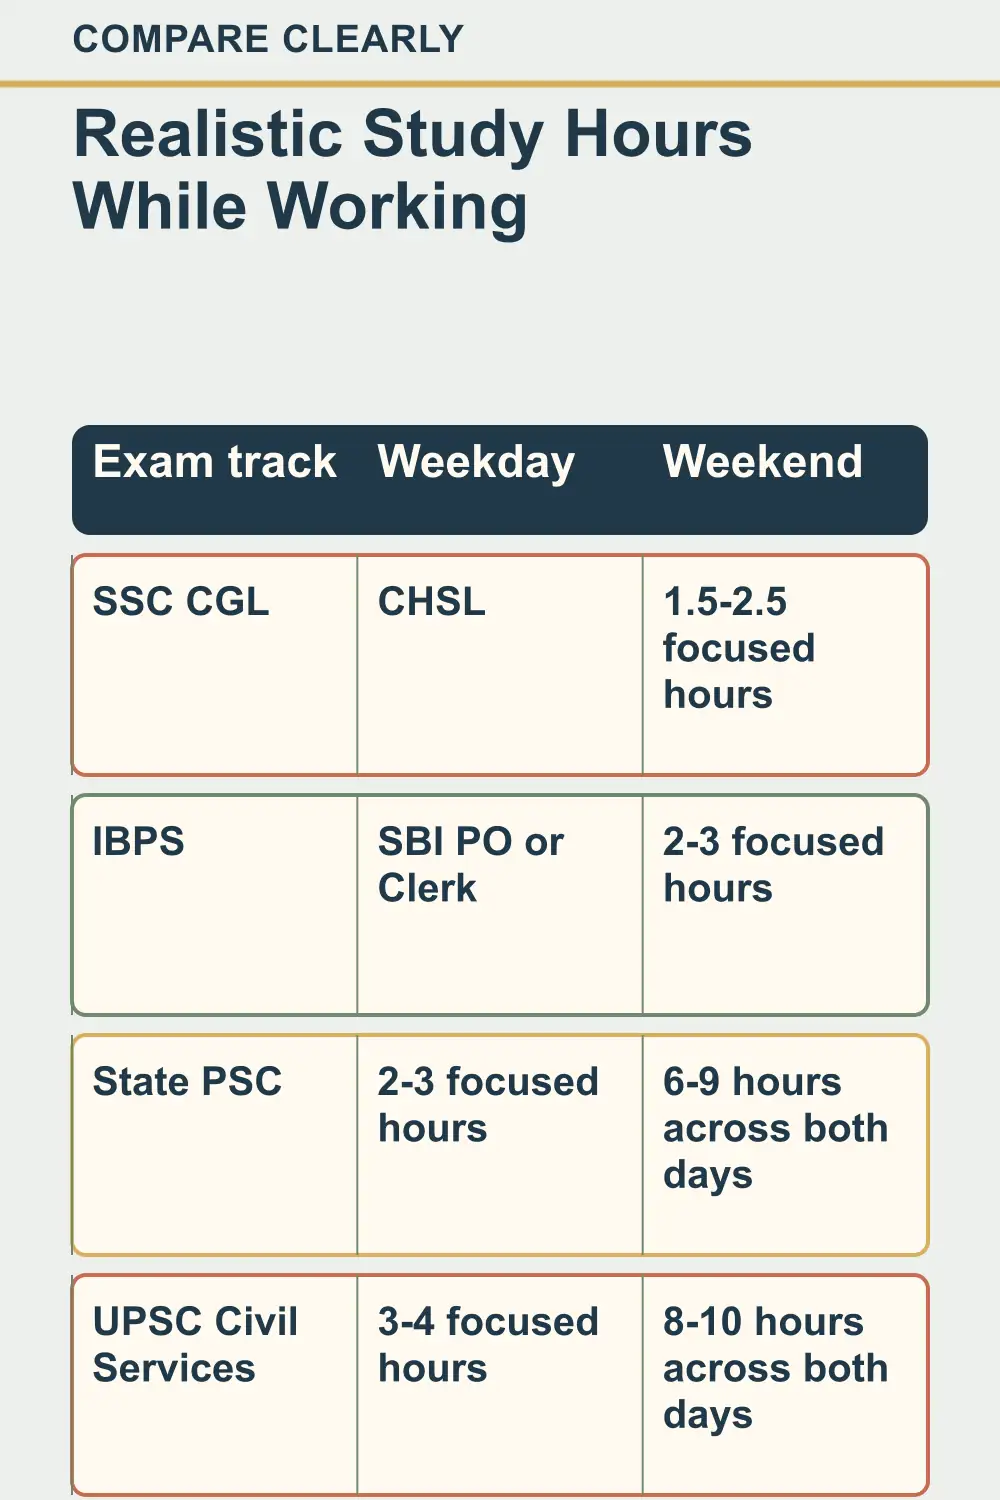 COMPARE CLEARLY
Realistic Study Hours
While Working
Exam track Weekday Weekend
SSC CGL
CHSL
1.5-2.5
focused
hours
IBPS
SBI PO or
Clerk
2-3 focused
hours
State PSC
2-3 focused
hours
6-9 hours
across both
days
UPSC Civil
Services
3-4 focused
hours
8-10 hours
across both
days